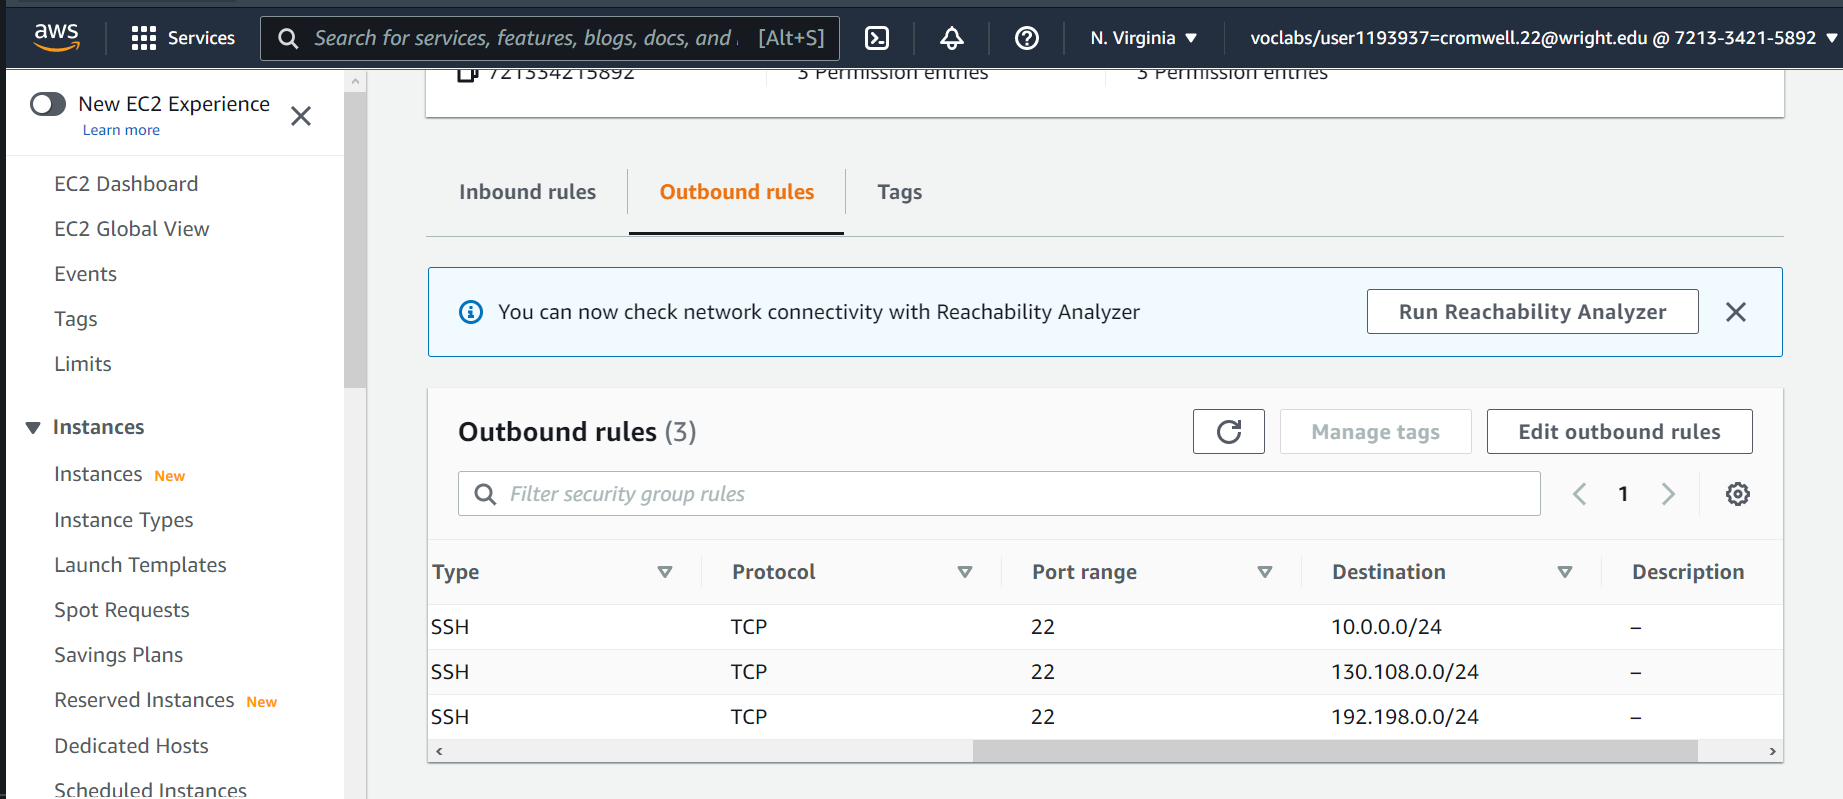 aws Services Search for services, features, blogs, docs, and [Alt+S] N. Virginia voclabs/user1193937=cromwell.22@wright.edu @ 7213-3421-5892
721334215892 3 Permission entries 3 Permission entries
New EC2 Experience
Learn more
EC2 Dashboard
EC2 Global View
Events
Tags
Limits
Instances
Instances New
Instance Types
Launch Templates
Spot Requests
Savings Plans
Reserved Instances New
Dedicated Hosts
Scheduled Instances
Inbound rules Outbound rules Tags
You can now check network connectivity with Reachability Analyzer Run Reachability Analyzer
Outbound rules (3) Manage tags Edit outbound rules
Filter security group rules 1
Type Protocol Port range Destination Description
SSH TCP 22 10.0.0.0/24 –
SSH TCP 22 130.108.0.0/24 –
SSH TCP 22 192.198.0.0/24 –